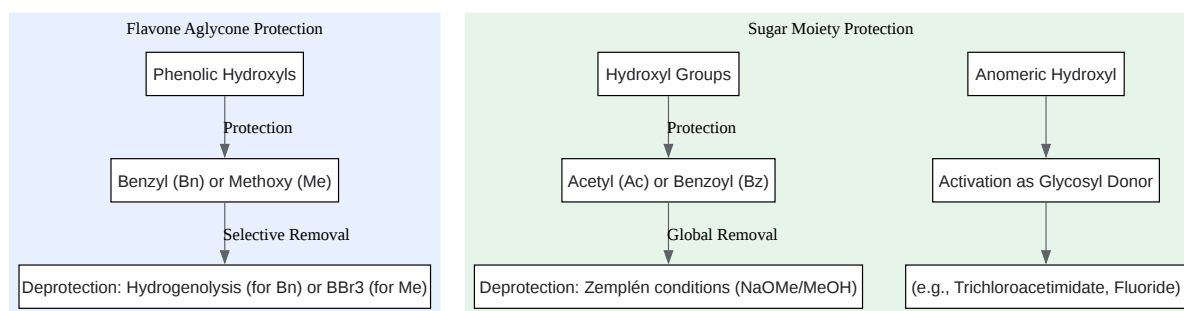 Flavone Aglycone Protection
Phenolic Hydroxyls
Protection
Benzyl (Bn) or Methoxy (Me)
Selective Removal
Deprotection: Hydrogenolysis (for Bn) or BBr3 (for Me)
Sugar Moiety Protection
Hydroxyl Groups
Protection
Acetyl (Ac) or Benzoyl (Bz)
Global Removal
Deprotection: Zemplén conditions (NaOMe/MeOH)
Anomeric Hydroxyl
Activation as Glycosyl Donor
(e.g., Trichloroacetimidate, Fluoride)